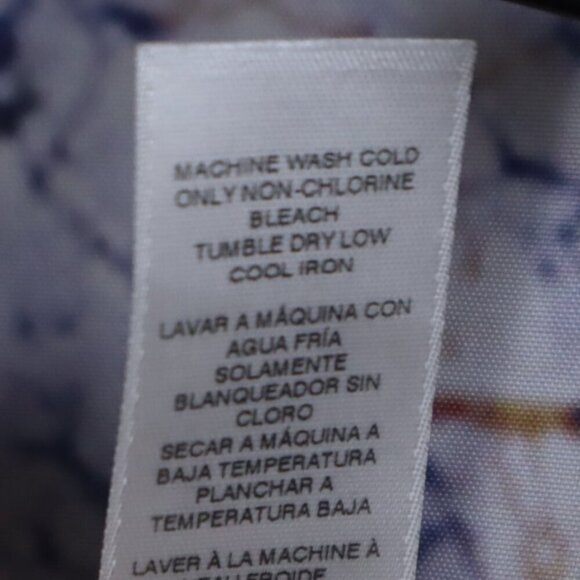 MACHINE WASH COLD
ONLY NON-CHLORINE
BLEACH
TUMBLE DRY LOW
COOL IRON
LAVAR A MÁQUINA CON
AGUA FRÍA
SOLAMENTE
BLANQUEADOR SIN
CLORO
SECAR A MÁQUINA A
BAJA TEMPERATURA
PLANCHAR A
TEMPERATURA BAJA
LAVER À LA MACHINE À